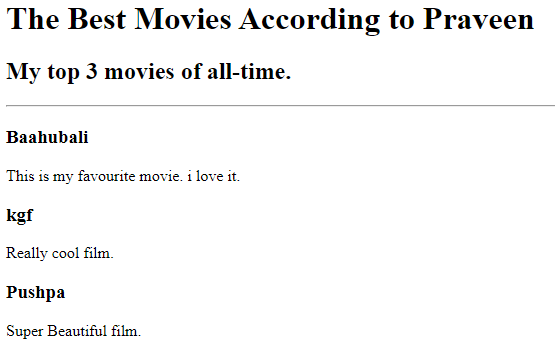 The Best Movies According to Praveen
My top 3 movies of all-time.
Baahubali
This is my favourite movie. i love it.
kgf
Really cool film.
Pushpa
Super Beautiful film.